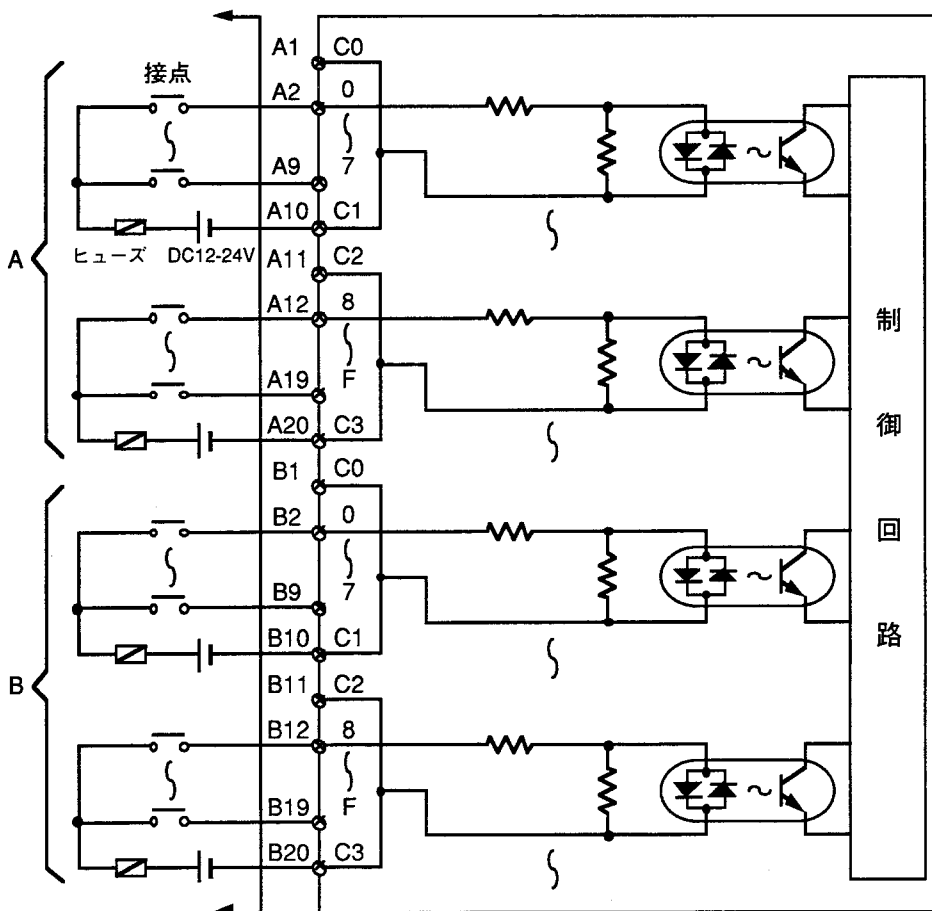 A1 C0
接点
A2 0
A9 7
A10 C1
ヒューズ DC12-24V
A
A11 C2
A12 8
A19 F
A20 C3
B1 C0
B2 0
B9 7
B10 C1
B
B11 C2
B12 8
B19 F
B20 C3
制
御
回
路